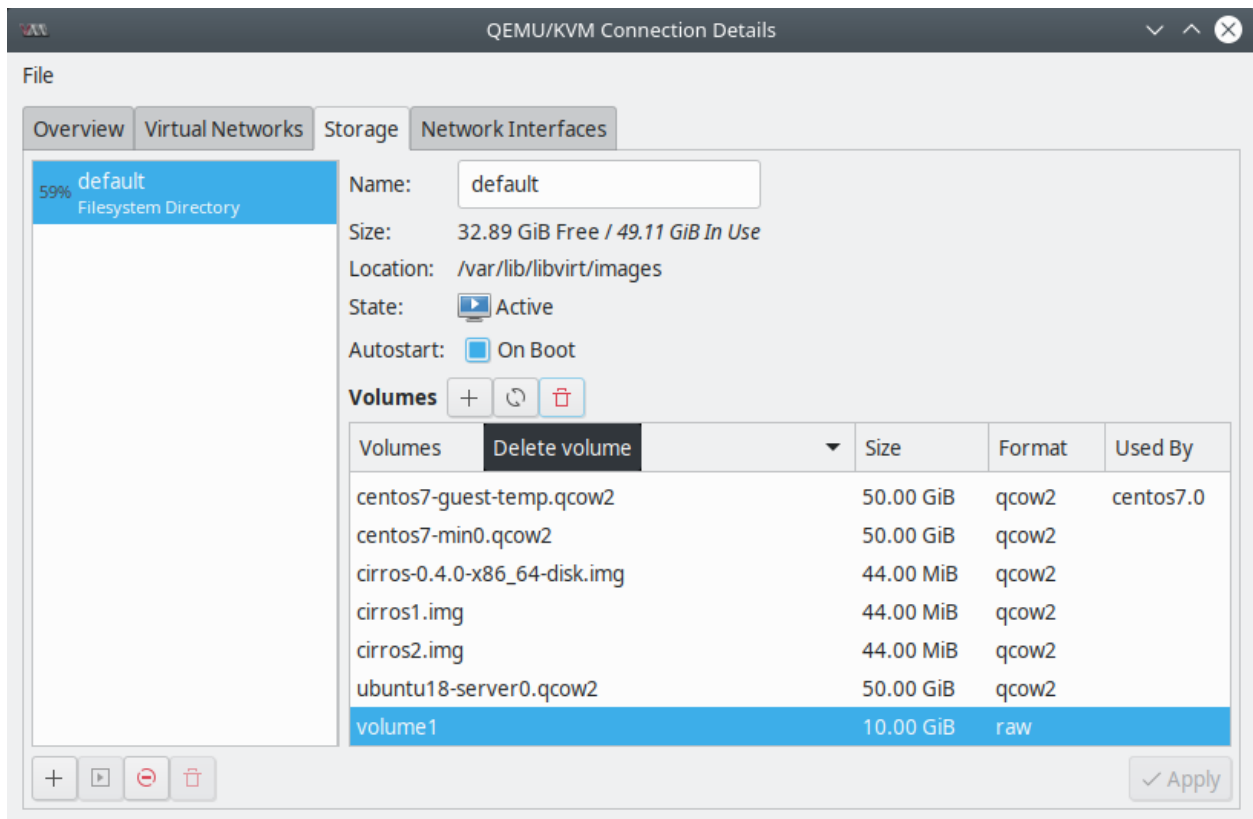 QEMU/KVM Connection Details
File
Overview Virtual Networks Storage Network Interfaces
59% default
Filesystem Directory
Name: default
Size: 32.89 GiB Free / 49.11 GiB In Use
Location: /var/lib/libvirt/images
State: Active
Autostart: On Boot
Volumes
Volumes Delete volume Size Format Used By
centos7-guest-temp.qcow2 50.00 GiB qcow2 centos7.0
centos7-min0.qcow2 50.00 GiB qcow2
cirros-0.4.0-x86_64-disk.img 44.00 MiB qcow2
cirros1.img 44.00 MiB qcow2
cirros2.img 44.00 MiB qcow2
ubuntu18-server0.qcow2 50.00 GiB qcow2
volume1 10.00 GiB raw
Apply